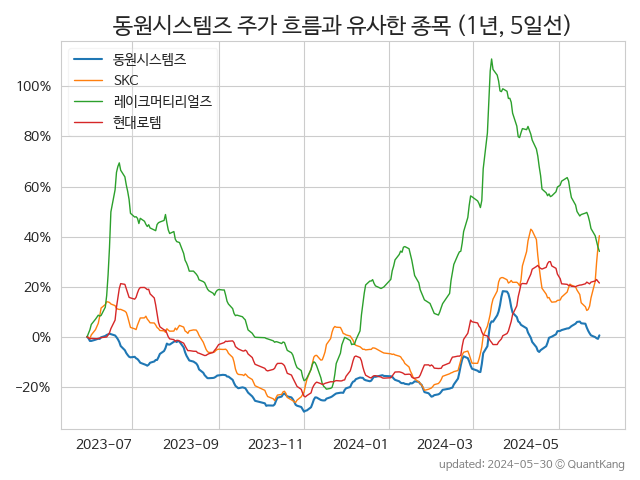 동원시스템즈 주가 흐름과 유사한 종목 (1년, 5일선)
동원시스템즈
SKC
레이크머티리얼즈
현대로템
100%
80%
60%
40%
20%
0%
−20%
2023-07 2023-09 2023-11 2024-01 2024-03 2024-05
updated: 2024-05-30 © QuantKang